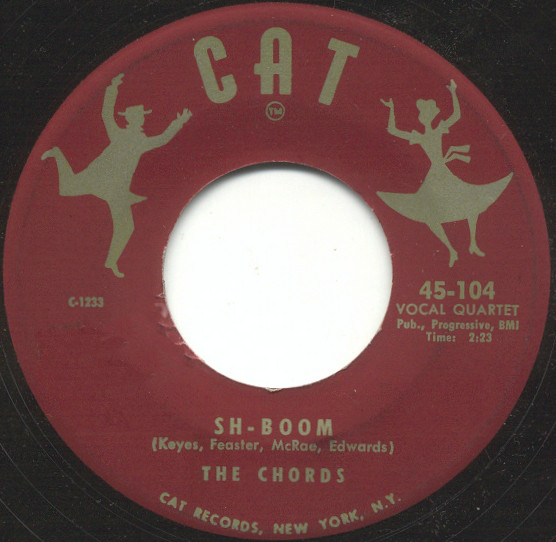 CAT
TM
C-1233
45-104
VOCAL QUARTET
Pub., Progressive, BMI
Time: 2:23
SH-BOOM
(Keyes, Feaster, McRae, Edwards)
THE CHORDS
CAT RECORDS, NEW YORK, N.Y.